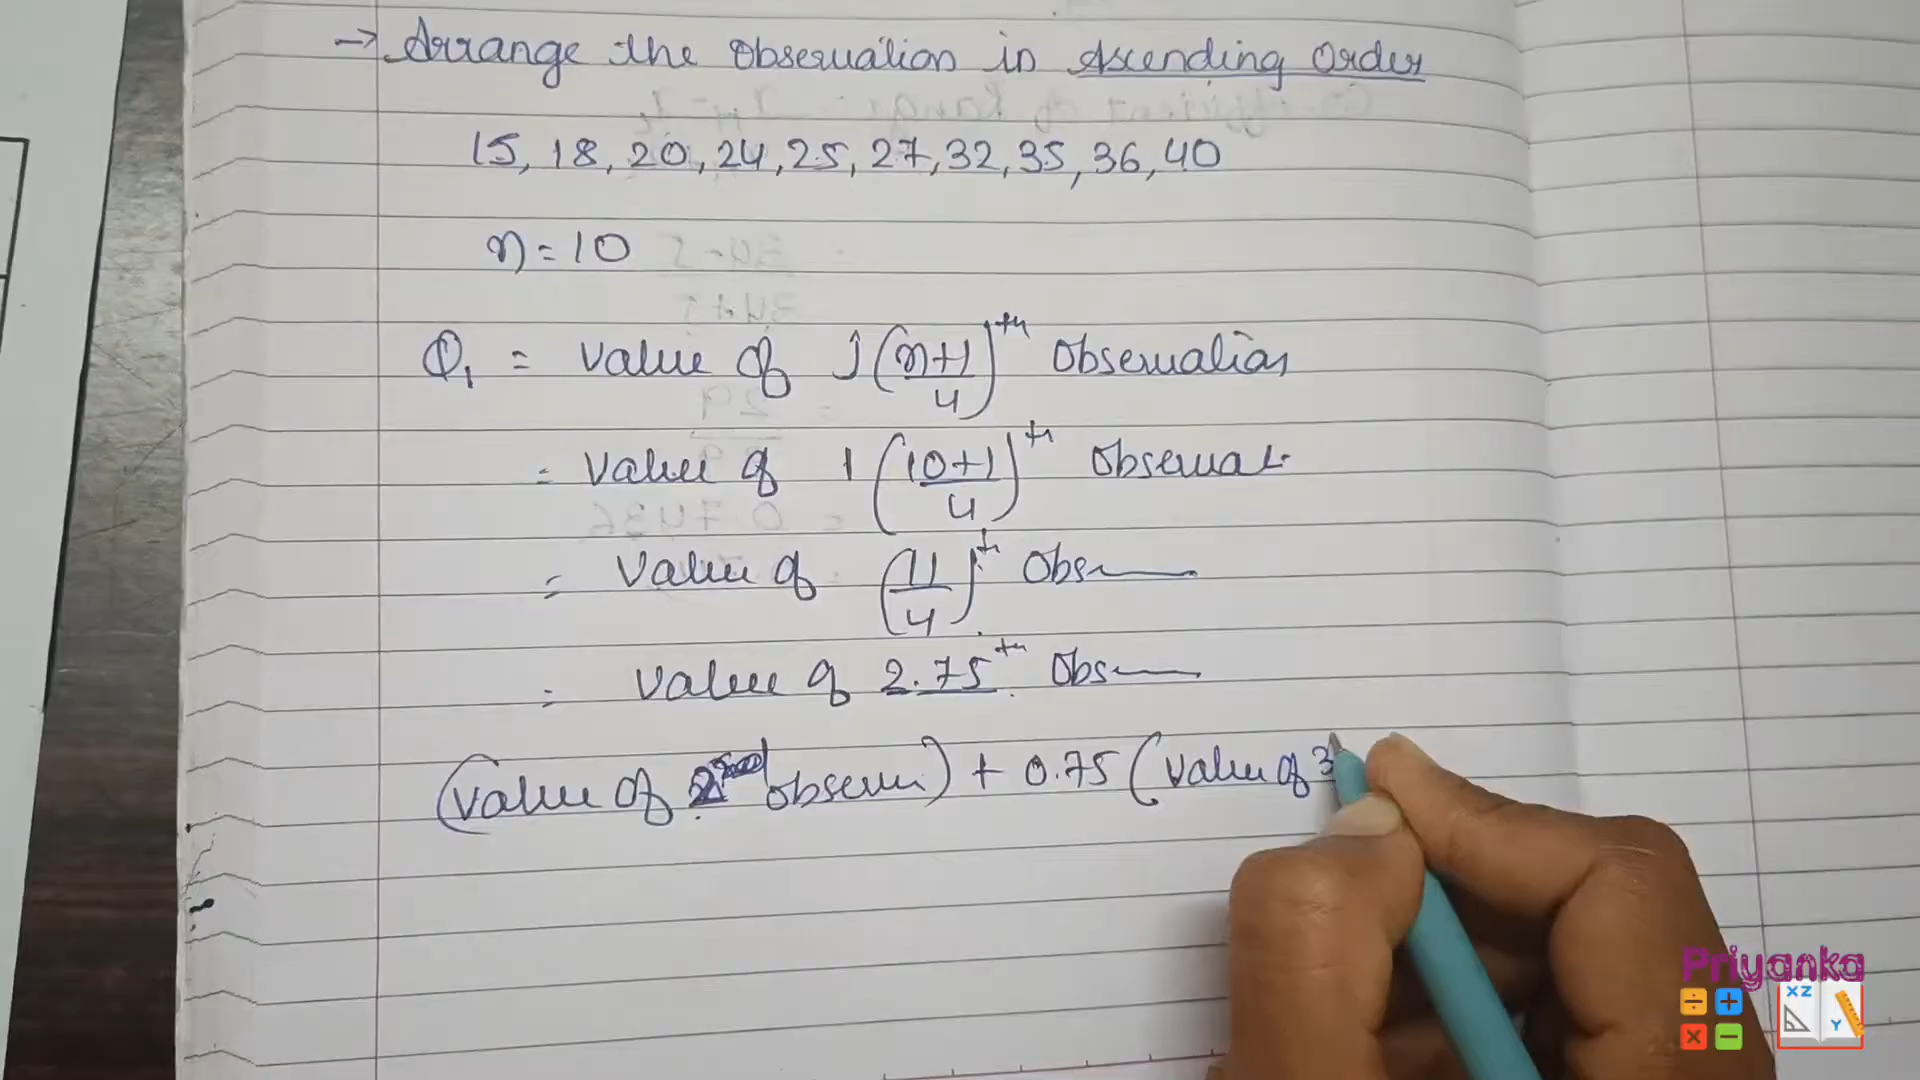 → Arrange the Observation in Ascending Order
15, 18, 20, 24, 25, 27, 32, 35, 36, 40
n = 10
Q₁ = Value of j (n+1/4)th Observation
= Value of 1 (10+1/4)th Observat
= Value of (11/4)th Obs—
= Value of 2.75th Obs—
(Value of 2nd observ.) + 0.75 (Value of 3
Priyanka
XZ
Y